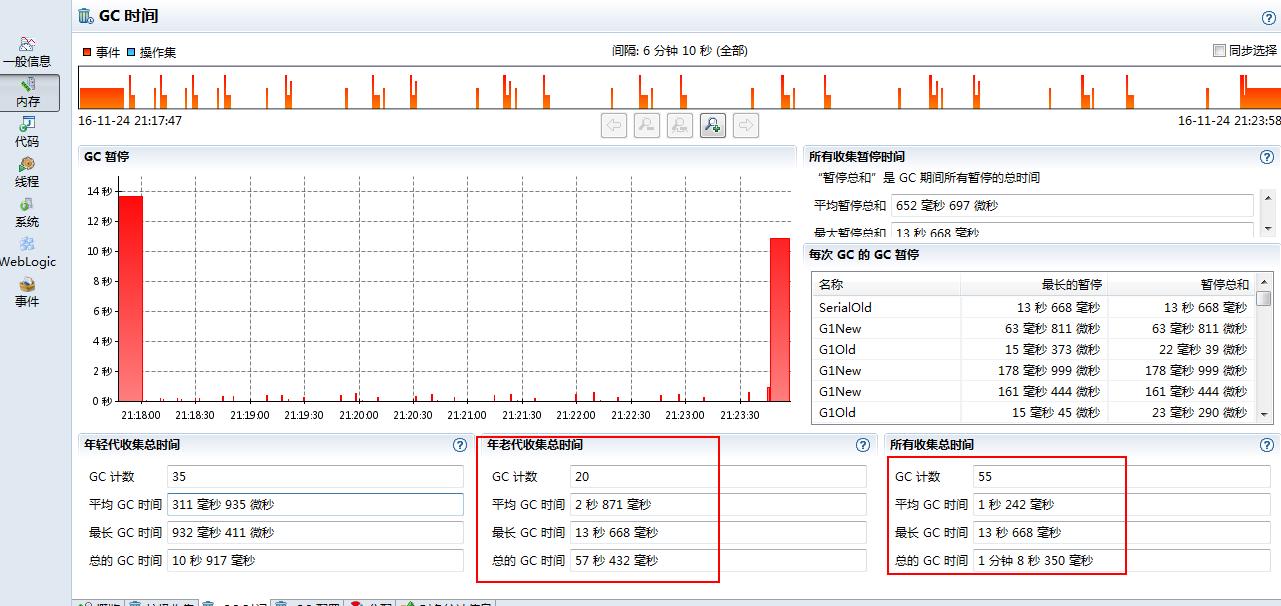 GC 时间
一般信息
内存
代码
线程
系统
WebLogic
事件
事件 操作集
间隔: 6 分钟 10 秒 (全部)
同步选择
16-11-24 21:17:47
16-11-24 21:23:58
GC 暂停
14 秒
12 秒
10 秒
8 秒
6 秒
4 秒
2 秒
0 秒
21:18:00 21:18:30 21:19:00 21:19:30 21:20:00 21:20:30 21:21:00 21:21:30 21:22:00 21:22:30 21:23:00 21:23:30
所有收集暂停时间
“暂停总和”是 GC 期间所有暂停的总时间
平均暂停总和 652 毫秒 697 微秒
最大暂停总和 13 秒 668 毫秒
每次 GC 的 GC 暂停
名称 最长的暂停 暂停总和
SerialOld 13 秒 668 毫秒 13 秒 668 毫秒
G1New 63 毫秒 811 微秒 63 毫秒 811 微秒
G1Old 15 毫秒 373 微秒 22 毫秒 39 微秒
G1New 178 毫秒 999 微秒 178 毫秒 999 微秒
G1New 161 毫秒 444 微秒 161 毫秒 444 微秒
G1Old 15 毫秒 45 微秒 23 毫秒 290 微秒
年轻代收集总时间
GC 计数 35
平均 GC 时间 311 毫秒 935 微秒
最长 GC 时间 932 毫秒 411 微秒
总的 GC 时间 10 秒 917 毫秒
年老代收集总时间
GC 计数 20
平均 GC 时间 2 秒 871 毫秒
最长 GC 时间 13 秒 668 毫秒
总的 GC 时间 57 秒 432 毫秒
所有收集总时间
GC 计数 55
平均 GC 时间 1 秒 242 毫秒
最长 GC 时间 13 秒 668 毫秒
总的 GC 时间 1 分钟 8 秒 350 毫秒